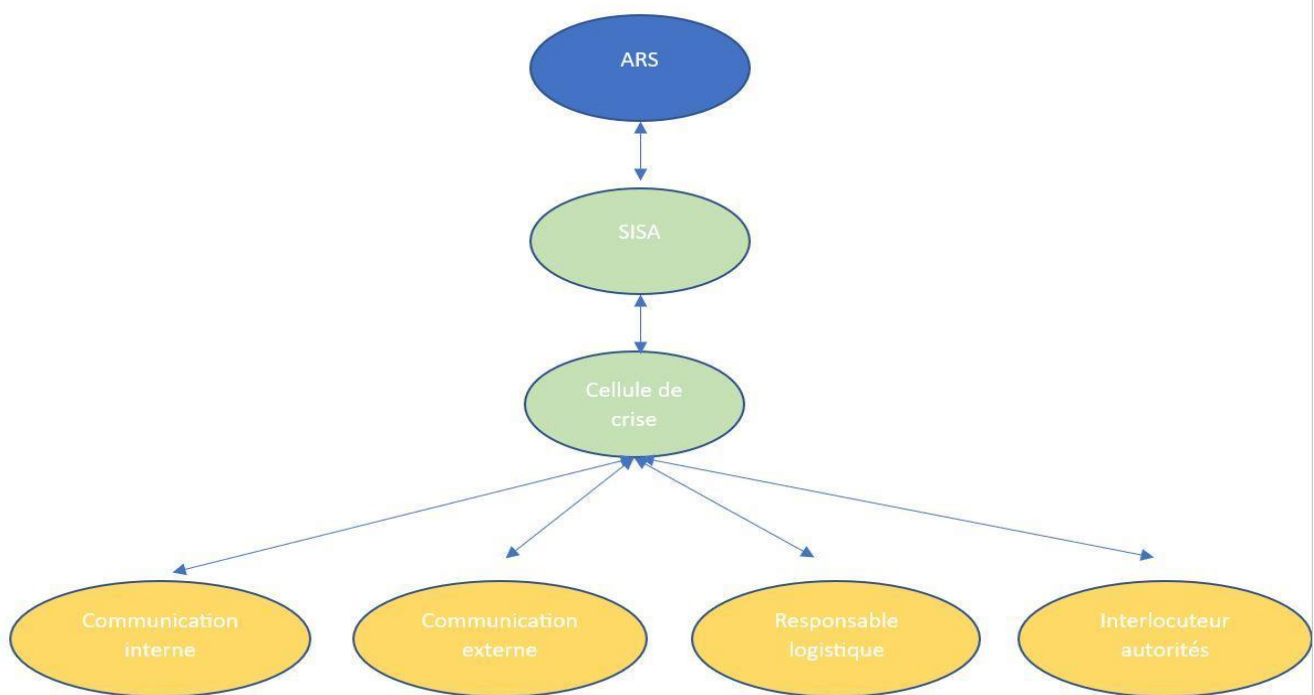 ARS
SISA
Cellule de
crise
Communication
interne
Communication
externe
Responsable
logistique
Interlocuteur
autorités